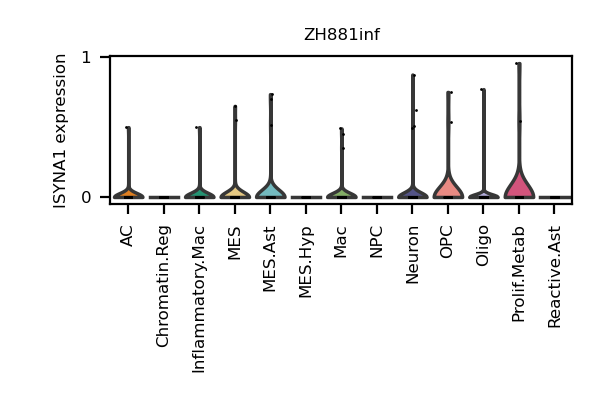 ZH881inf
ISYNA1 expression
1
0
AC
Chromatin.Reg
Inflammatory.Mac
MES
MES.Ast
MES.Hyp
Mac
NPC
Neuron
OPC
Oligo
Prolif.Metab
Reactive.Ast